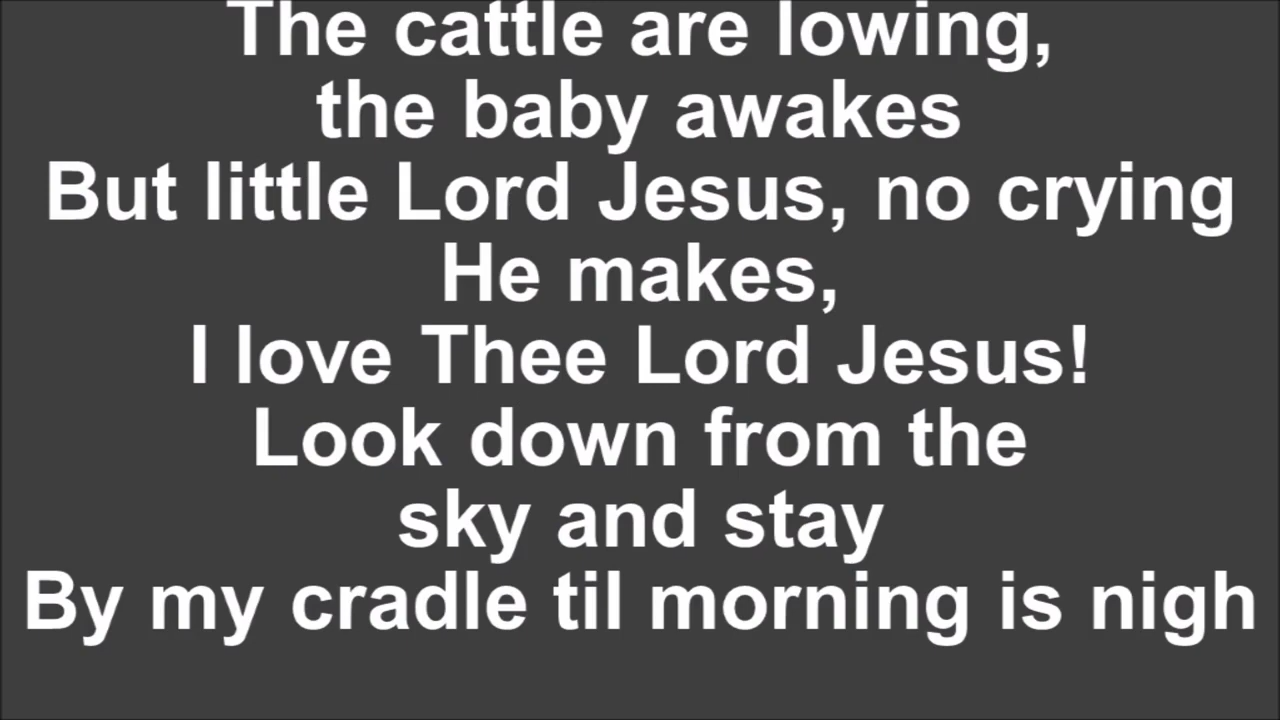 The cattle are lowing,
the baby awakes
But little Lord Jesus, no crying
He makes,
I love Thee Lord Jesus!
Look down from the
sky and stay
By my cradle til morning is nigh